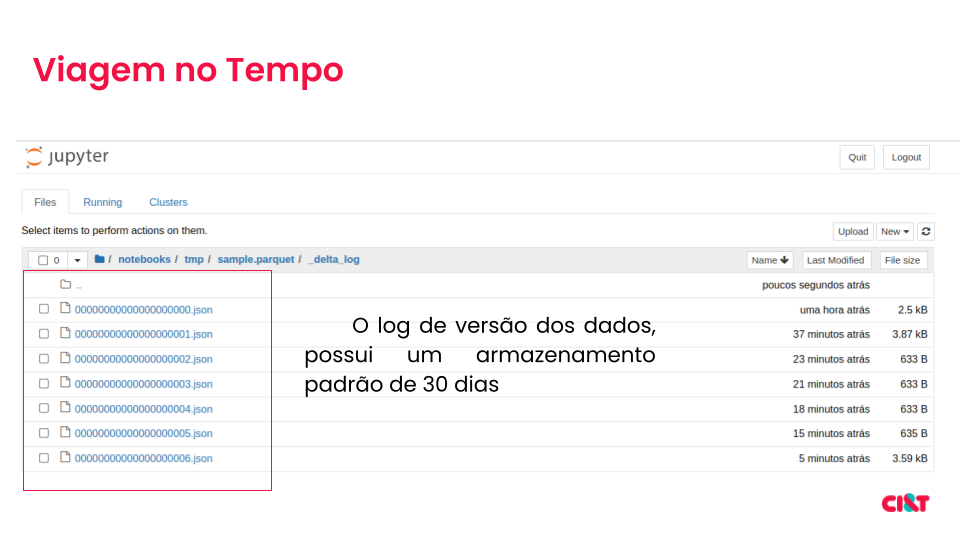 Viagem no Tempo
jupyter
Quit Logout
Files Running Clusters
Select items to perform actions on them.
Upload New
0 / notebooks / tmp / sample.parquet / _delta_log Name Last Modified File size
.. poucos segundos atrás
00000000000000000000.json uma hora atrás 2.5 kB
00000000000000000001.json 37 minutos atrás 3.87 kB
00000000000000000002.json 23 minutos atrás 633 B
00000000000000000003.json 21 minutos atrás 633 B
00000000000000000004.json 18 minutos atrás 633 B
00000000000000000005.json 15 minutos atrás 635 B
00000000000000000006.json 5 minutos atrás 3.59 kB
O log de versão dos dados,
possui um armazenamento
padrão de 30 dias
CI&T